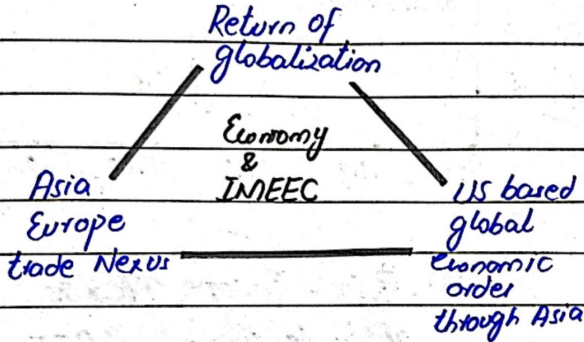 Return of
globalization
Economy
&
IMEEC
Asia
Europe
trade Nexus
US based
global
economic
order
through Asia